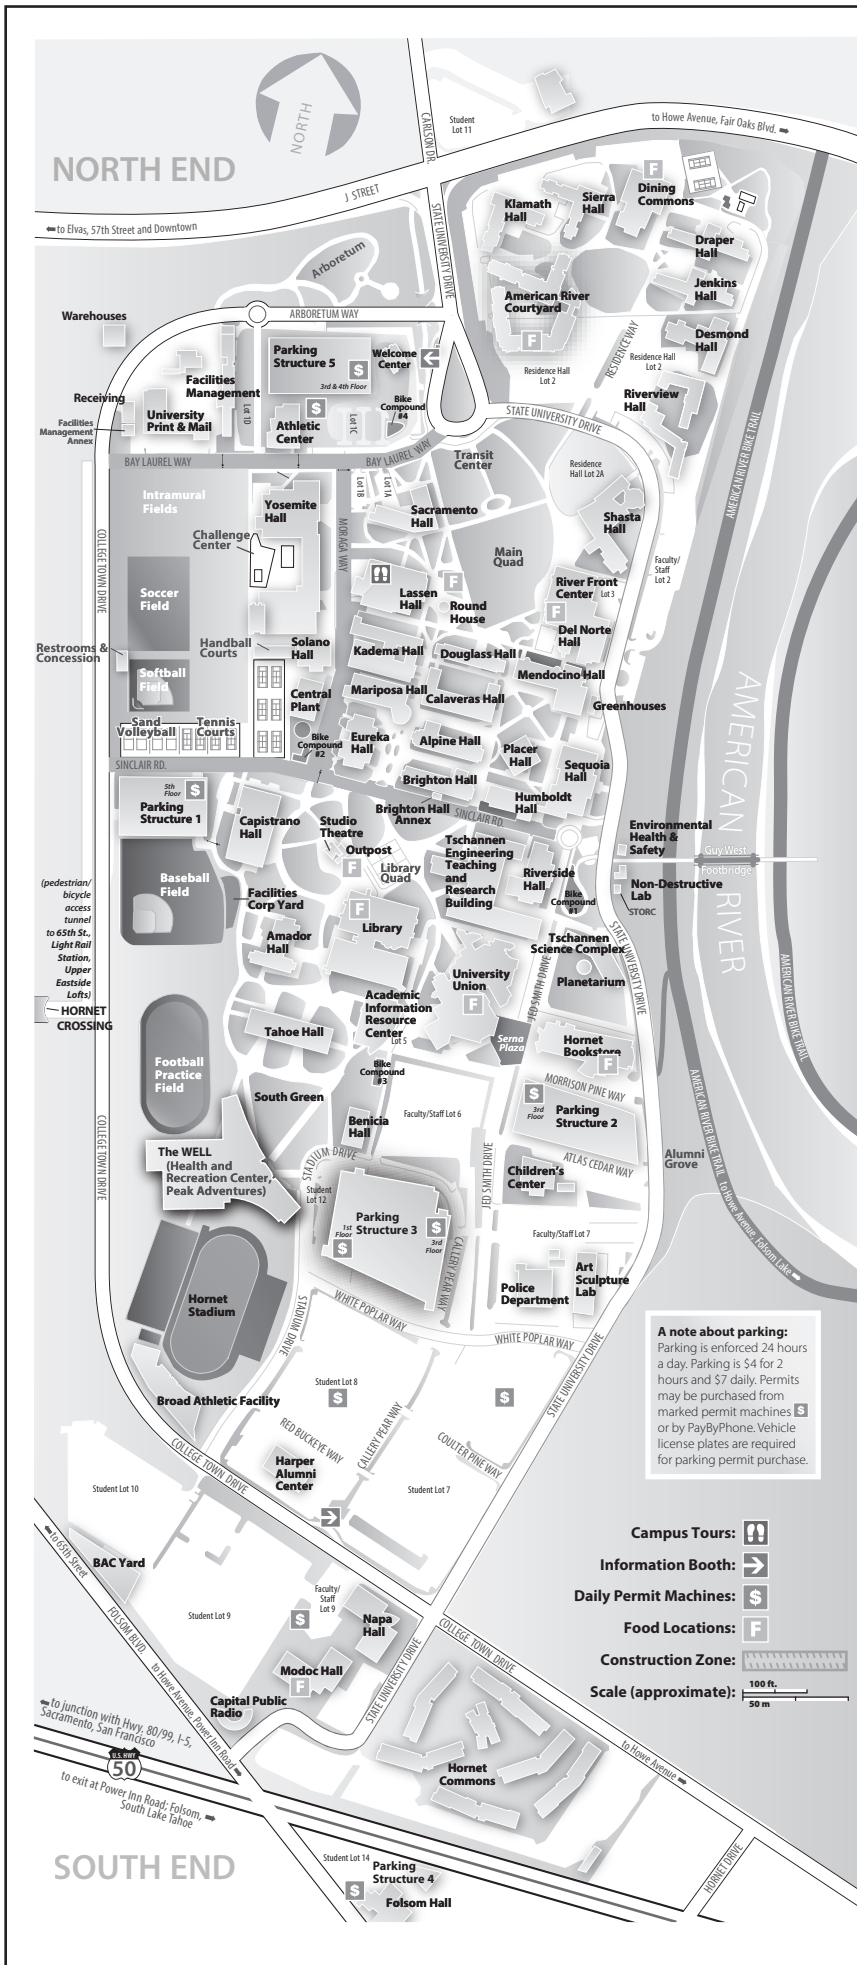 CARLSON DR.
Student
Lot 11
to Howe Avenue, Fair Oaks Blvd.
NORTH
NORTH END
J STREET
to Elvas, 57th Street and Downtown
STATE UNIVERSITY DRIVE
Klamath
Hall
Sierra
Hall
F
Dining
Commons
Draper
Hall
Jenkins
Hall
Desmond
Hall
American River
Courtyard
F
Arboretum
ARBORETUM WAY
Warehouses
Parking
Structure 5
$
3rd & 4th Floor
Welcome
Center
Residence Hall
Lot 2
RESIDENCE WAY
Residence Hall
Lot 2
Riverview
Hall
Facilities
Management
Receiving
University
Print & Mail
Facilities
Management
Annex
Lot 1D
$
Athletic
Center
Lot 1C
Bike
Compound
#4
STATE UNIVERSITY DRIVE
BAY LAUREL WAY
BAY LAUREL WAY
Transit
Center
Residence
Hall Lot 2A
AMERICAN RIVER BIKE TRAIL
Intramural
Fields
Yosemite
Hall
Lot 1B
Lot 1A
Sacramento
Hall
Shasta
Hall
MORAGA WAY
COLLEGE TOWN DRIVE
Challenge
Center
Main
Quad
Faculty/
Staff
Lot 2
Soccer
Field
Lassen
Hall
F
Round
House
River Front
Center
Lot 3
F
Del Norte
Hall
Restrooms &
Concession
Handball
Courts
Solano
Hall
Kadema Hall
Douglass Hall
Mendocino Hall
Softball
Field
Central
Plant
Mariposa Hall
Calaveras Hall
Greenhouses
AMERICAN RIVER
Sand
Volleyball
Tennis
Courts
Bike
Compound
#2
Eureka
Hall
Alpine Hall
Placer
Hall
Sequoia
Hall
SINCLAIR RD.
Brighton Hall
Humboldt
Hall
5th
Floor
$
Parking
Structure 1
Capistrano
Hall
Studio
Theatre
Brighton Hall
Annex
SINCLAIR RD.
Environmental
Health &
Safety
Outpost
F
Library
Quad
Tschannen
Engineering
Teaching
and
Research
Building
Riverside
Hall
Guy West
Footbridge
Baseball
Field
Facilities
Corp Yard
Bike
Compound
#1
Non-Destructive
Lab
STORC
(pedestrian/
bicycle
access
tunnel
to 65th St.,
Light Rail
Station,
Upper
Eastside
Lofts)
HORNET
CROSSING
F
Library
Amador
Hall
Tschannen
Science Complex
STATE UNIVERSITY DRIVE
University
Union
F
JED SMITH DRIVE
Planetarium
AMERICAN RIVER BIKE TRAIL
Academic
Information
Resource
Center
Lot 5
Tahoe Hall
Serna
Plaza
Hornet
Bookstore
F
Football
Practice
Field
Bike
Compound
#3
MORRISON PINE WAY
AMERICAN RIVER BIKE TRAIL
South Green
$
3rd
Floor
Parking
Structure 2
Faculty/Staff Lot 6
Benicia
Hall
COLLEGE TOWN DRIVE
The WELL
(Health and
Recreation Center,
Peak Adventures)
STADIUM DRIVE
JED SMITH DRIVE
ATLAS CEDAR WAY
Alumni
Grove
Children's
Center
Student
Lot 12
Parking
Structure 3
1st
Floor
$
$
3rd
Floor
CALLERY PEAR WAY
Faculty/Staff Lot 7
to Howe Avenue, Folsom Lake
Hornet
Stadium
STADIUM DRIVE
Police
Department
Art
Sculpture
Lab
WHITE POPLAR WAY
WHITE POPLAR WAY
STATE UNIVERSITY DRIVE
A note about parking:
Parking is enforced 24 hours
a day. Parking is $4 for 2
hours and $7 daily. Permits
may be purchased from
marked permit machines $
or by PayByPhone. Vehicle
license plates are required
for parking permit purchase.
Student Lot 8
$
$
Broad Athletic Facility
RED BUCKEYE WAY
CALLERY PEAR WAY
COULTER PINE WAY
COLLEGE TOWN DRIVE
Harper
Alumni
Center
Student Lot 10
Student Lot 7
to 65th Street
BAC Yard
Campus Tours:
Information Booth:
Daily Permit Machines: $
Food Locations: F
Construction Zone:
Scale (approximate):
100 ft.
50 m
FOLSOM BLVD.
Faculty/
Staff
Lot 9
Student Lot 9
$
Napa
Hall
COLLEGE TOWN DRIVE
Modoc Hall
F
STATE UNIVERSITY DRIVE
to Howe Avenue, Power Inn Road
Capital Public
Radio
to junction with Hwy. 80/99, I-5,
Sacramento, San Francisco
U.S. HWY
50
to exit at Power Inn Road; Folsom,
South Lake Tahoe
to Howe Avenue
Hornet
Commons
HORNET DRIVE
SOUTH END
Student Lot 14
Parking
Structure 4
$
Folsom Hall